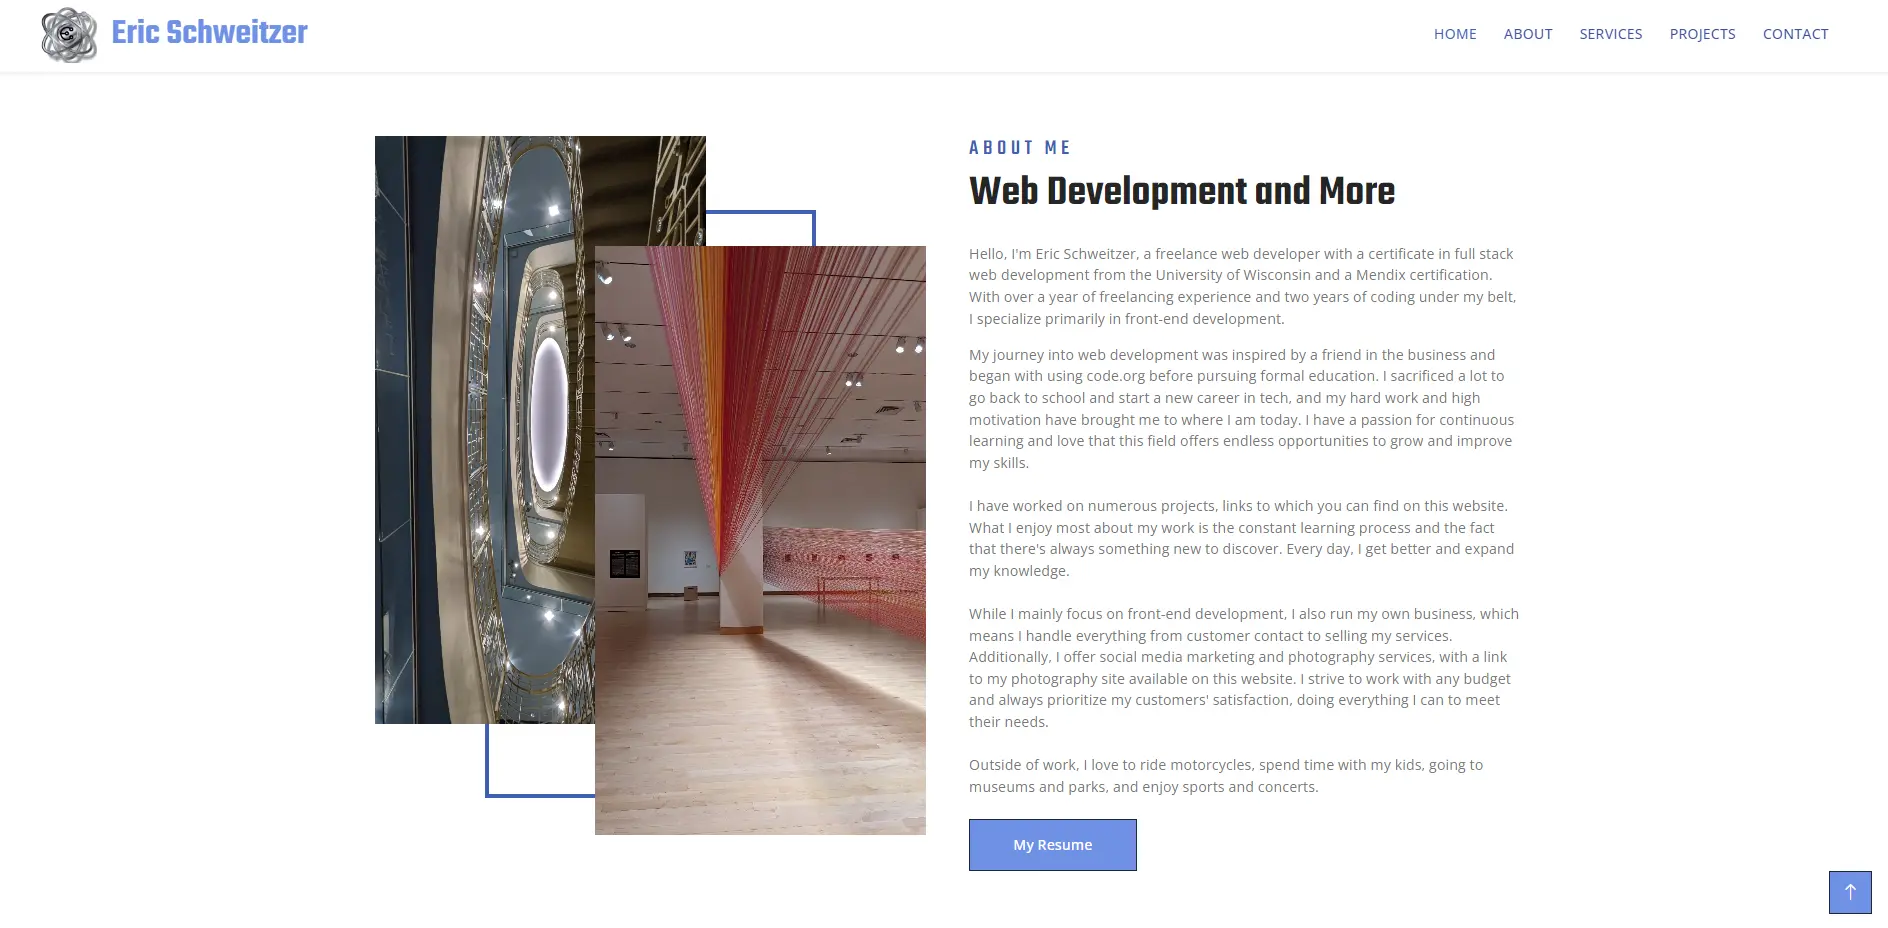 Eric Schweitzer
HOME ABOUT SERVICES PROJECTS CONTACT
ABOUT ME
Web Development and More
Hello, I'm Eric Schweitzer, a freelance web developer with a certificate in full stack
web development from the University of Wisconsin and a Mendix certification.
With over a year of freelancing experience and two years of coding under my belt,
I specialize primarily in front-end development.
My journey into web development was inspired by a friend in the business and
began with using code.org before pursuing formal education. I sacrificed a lot to
go back to school and start a new career in tech, and my hard work and high
motivation have brought me to where I am today. I have a passion for continuous
learning and love that this field offers endless opportunities to grow and improve
my skills.
I have worked on numerous projects, links to which you can find on this website.
What I enjoy most about my work is the constant learning process and the fact
that there's always something new to discover. Every day, I get better and expand
my knowledge.
While I mainly focus on front-end development, I also run my own business, which
means I handle everything from customer contact to selling my services.
Additionally, I offer social media marketing and photography services, with a link
to my photography site available on this website. I strive to work with any budget
and always prioritize my customers' satisfaction, doing everything I can to meet
their needs.
Outside of work, I love to ride motorcycles, spend time with my kids, going to
museums and parks, and enjoy sports and concerts.
My Resume